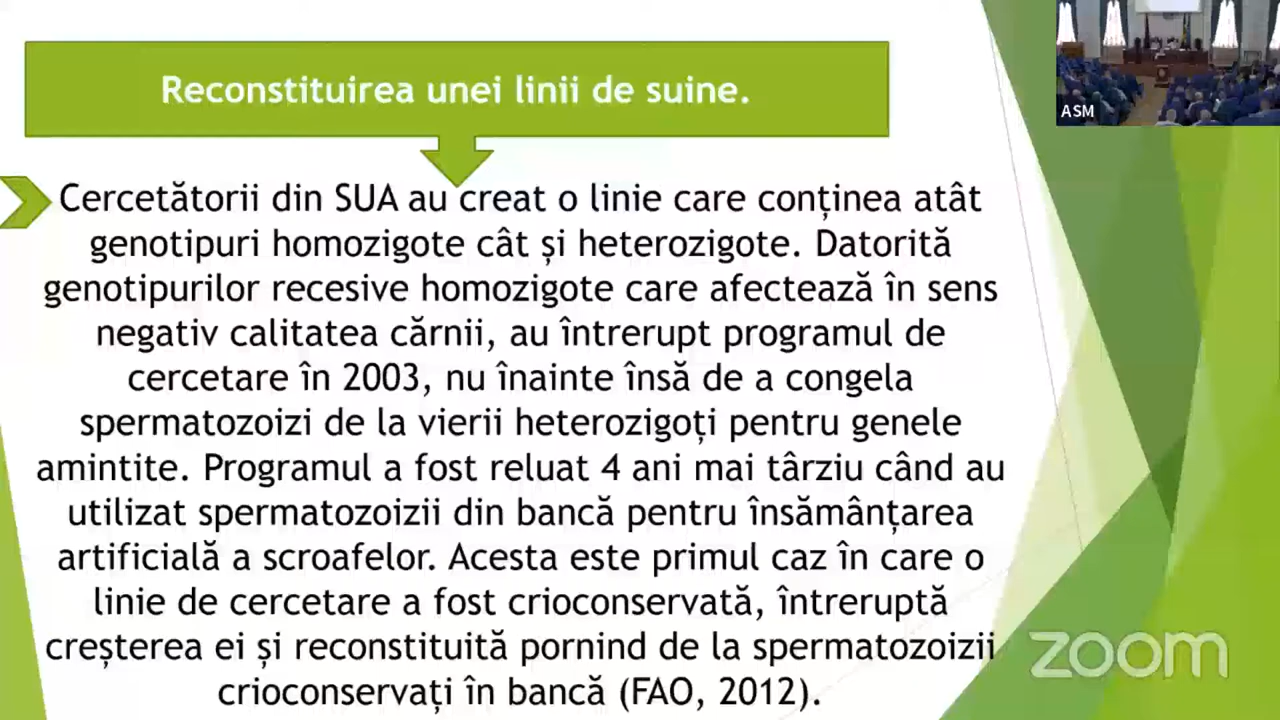 Reconstituirea unei linii de suine.
ASM
Cercetătorii din SUA au creat o linie care conținea atât
genotipuri homozigote cât și heterozigote. Datorită
genotipurilor recesive homozigote care afectează în sens
negativ calitatea cărnii, au întrerupt programul de
cercetare în 2003, nu înainte însă de a congela
spermatozoizi de la vierii heterozigoți pentru genele
amintite. Programul a fost reluat 4 ani mai târziu când au
utilizat spermatozoizii din bancă pentru însămânțarea
artificială a scroafelor. Acesta este primul caz în care o
linie de cercetare a fost crioconservată, întreruptă
creșterea ei și reconstituită pornind de la spermatozoizii
crioconservați în bancă (FAO, 2012).
zoom